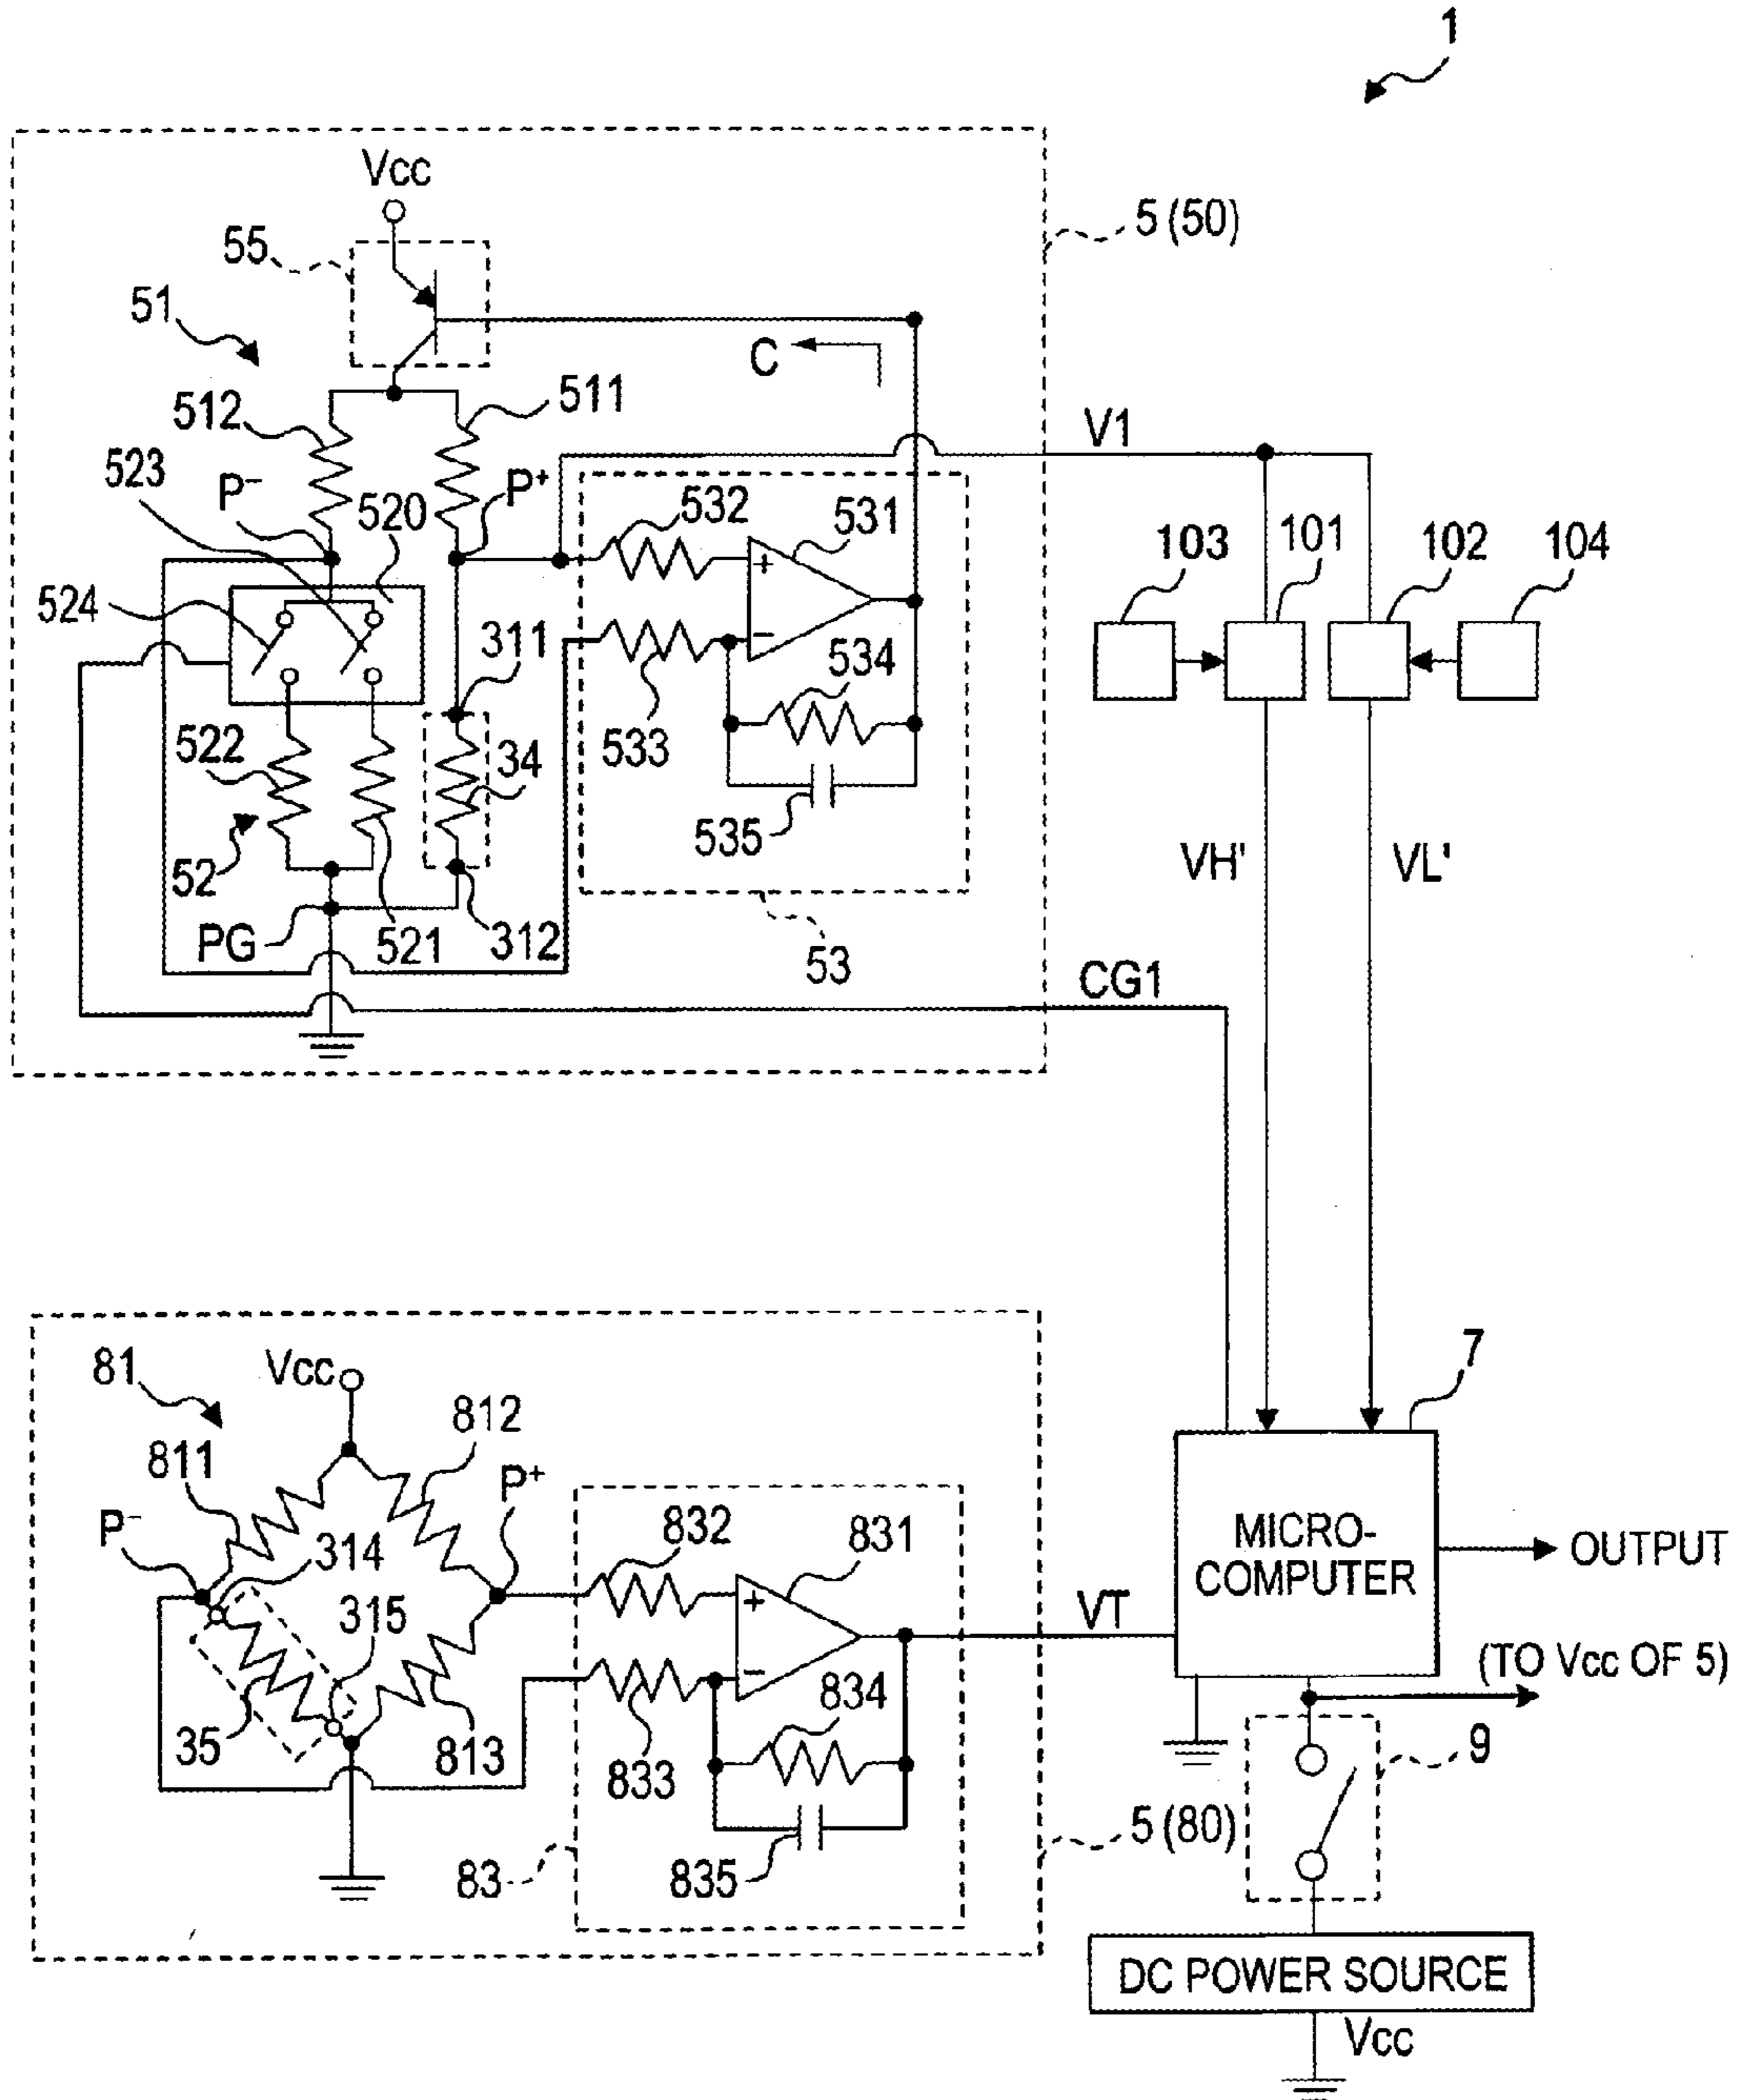 1
Vcc
55
5 (50)
51
C
512
511
V1
523
P⁻
520
P⁺
532
531
+
103
101
102
104
524
311
−
534
522
34
533
52
535
VH'
VL'
PG
521
312
53
CG1
7
81
Vcc
812
811
P⁺
P⁻
314
832
831
MICRO-
COMPUTER
OUTPUT
+
315
VT
−
(TO Vcc OF 5)
834
35
813
833
9
5 (80)
83
835
DC POWER SOURCE
Vcc